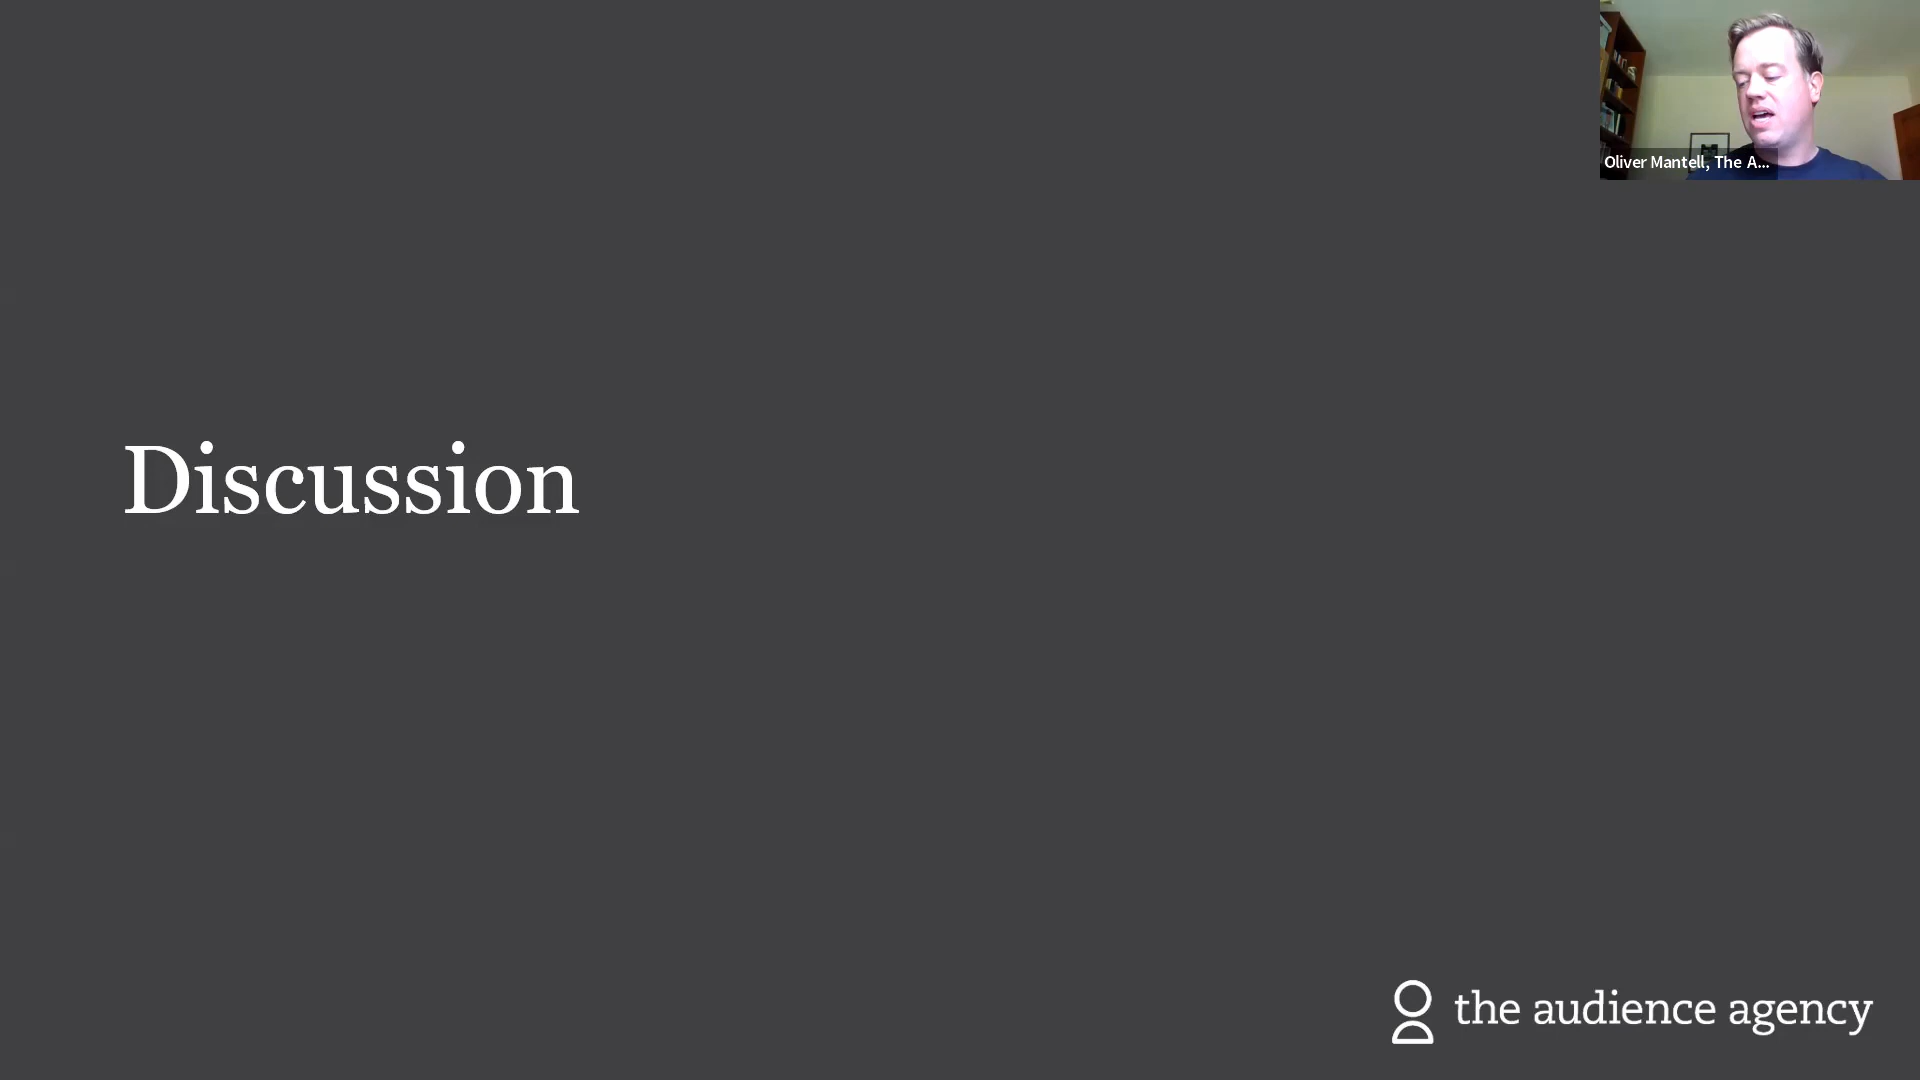 Oliver Mantell, The A...
Discussion
the audience agency